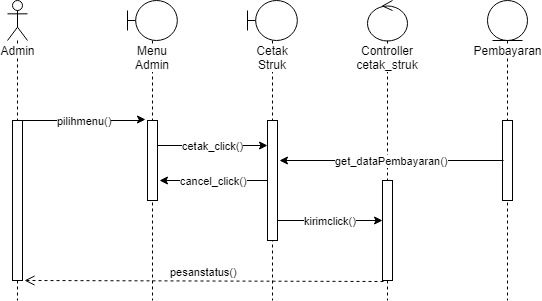 Admin
Menu
Admin
Cetak
Struk
Controller
cetak_struk
Pembayaran
pilihmenu()
cetak_click()
get_dataPembayaran()
cancel_click()
kirimclick()
pesanstatus()